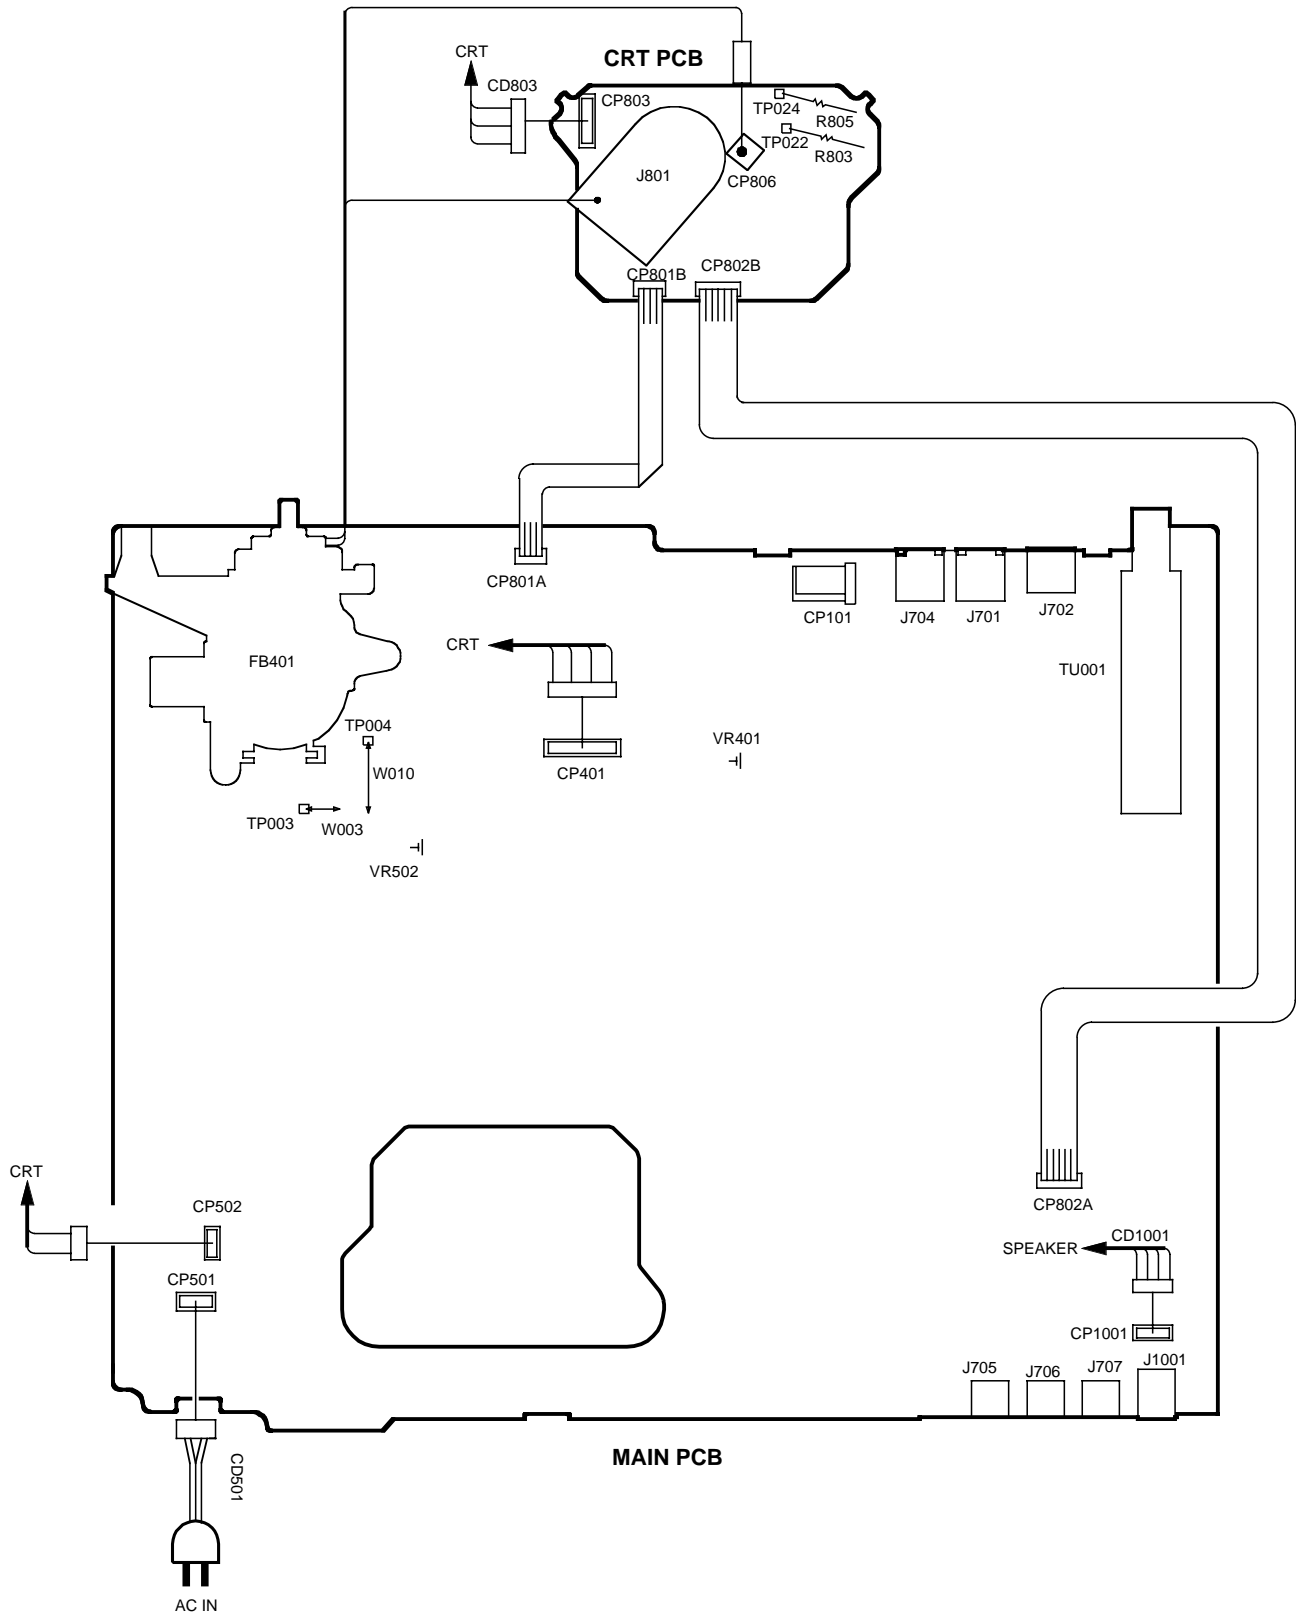 CRT
CRT PCB
CD803
CP803
TP024
R805
TP022
R803
J801
CP806
CP801B
CP802B
CP801A
CP101
J704
J701
J702
CRT
FB401
TU001
TP004
VR401
W010
CP401
TP003
W003
VR502
CRT
CP502
CP802A
SPEAKER
CD1001
CP501
CP1001
J705
J706
J707
J1001
MAIN PCB
CD501
AC IN